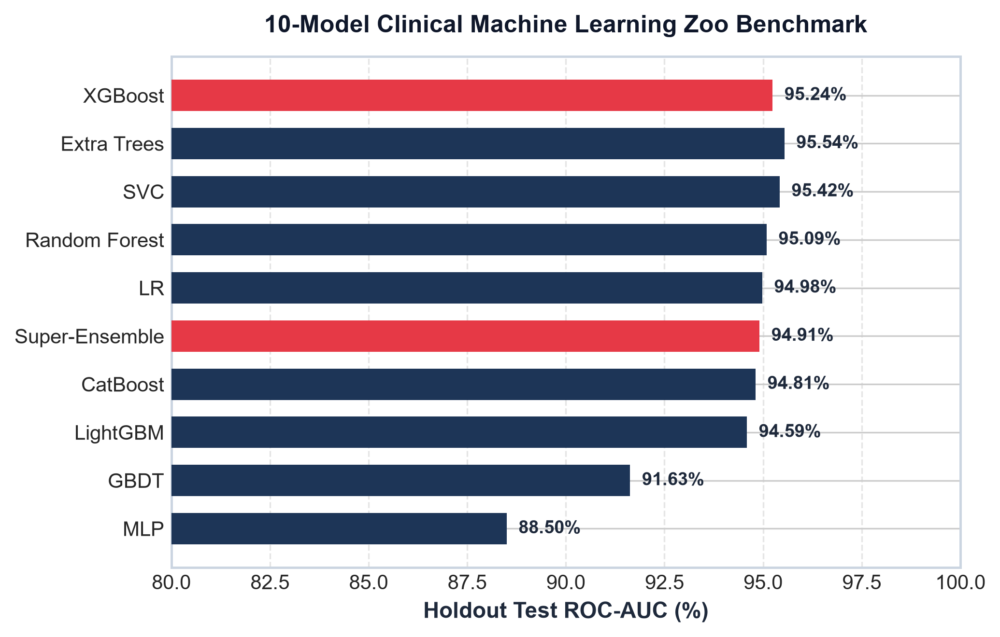 10-Model Clinical Machine Learning Zoo Benchmark
XGBoost 95.24%
Extra Trees 95.54%
SVC 95.42%
Random Forest 95.09%
LR 94.98%
Super-Ensemble 94.91%
CatBoost 94.81%
LightGBM 94.59%
GBDT 91.63%
MLP 88.50%
80.0 82.5 85.0 87.5 90.0 92.5 95.0 97.5 100.0
Holdout Test ROC-AUC (%)